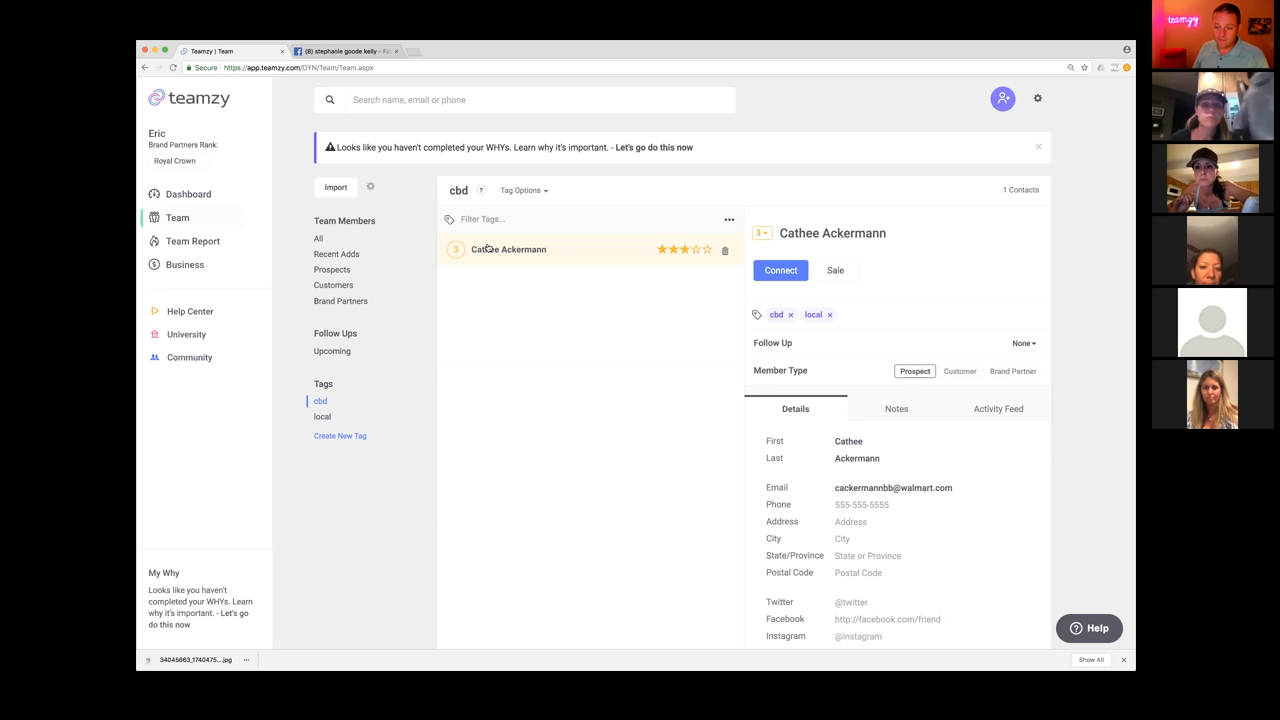 Teamzy | Team
(8) stephanie goode kelly - Fa
Secure
https://app.teamzy.com/DYN/Team/Team.aspx
teamzy
Search name, email or phone
Eric
Brand Partners Rank:
Royal Crown
Looks like you haven't completed your WHYs. Learn why it's important. - Let's go do this now
Dashboard
Team
Team Report
Business
Help Center
University
Community
My Why
Looks like you haven't
completed your WHYs. Learn
why it's important. - Let's go
do this now
Import
Team Members
All
Recent Adds
Prospects
Customers
Brand Partners
Follow Ups
Upcoming
Tags
cbd
local
Create New Tag
cbd ? Tag Options
1 Contacts
Filter Tags...
3 Cathee Ackermann
3 Cathee Ackermann
Connect Sale
cbd × local ×
Follow Up None
Member Type Prospect Customer Brand Partner
Details Notes Activity Feed
First Cathee
Last Ackermann
Email cackermannbb@walmart.com
Phone 555-555-5555
Address Address
City City
State/Province State or Province
Postal Code Postal Code
Twitter @twitter
Facebook http://facebook.com/friend
Instagram @instagram
? Help
34045663_1740475....jpg
Show All
teamzy